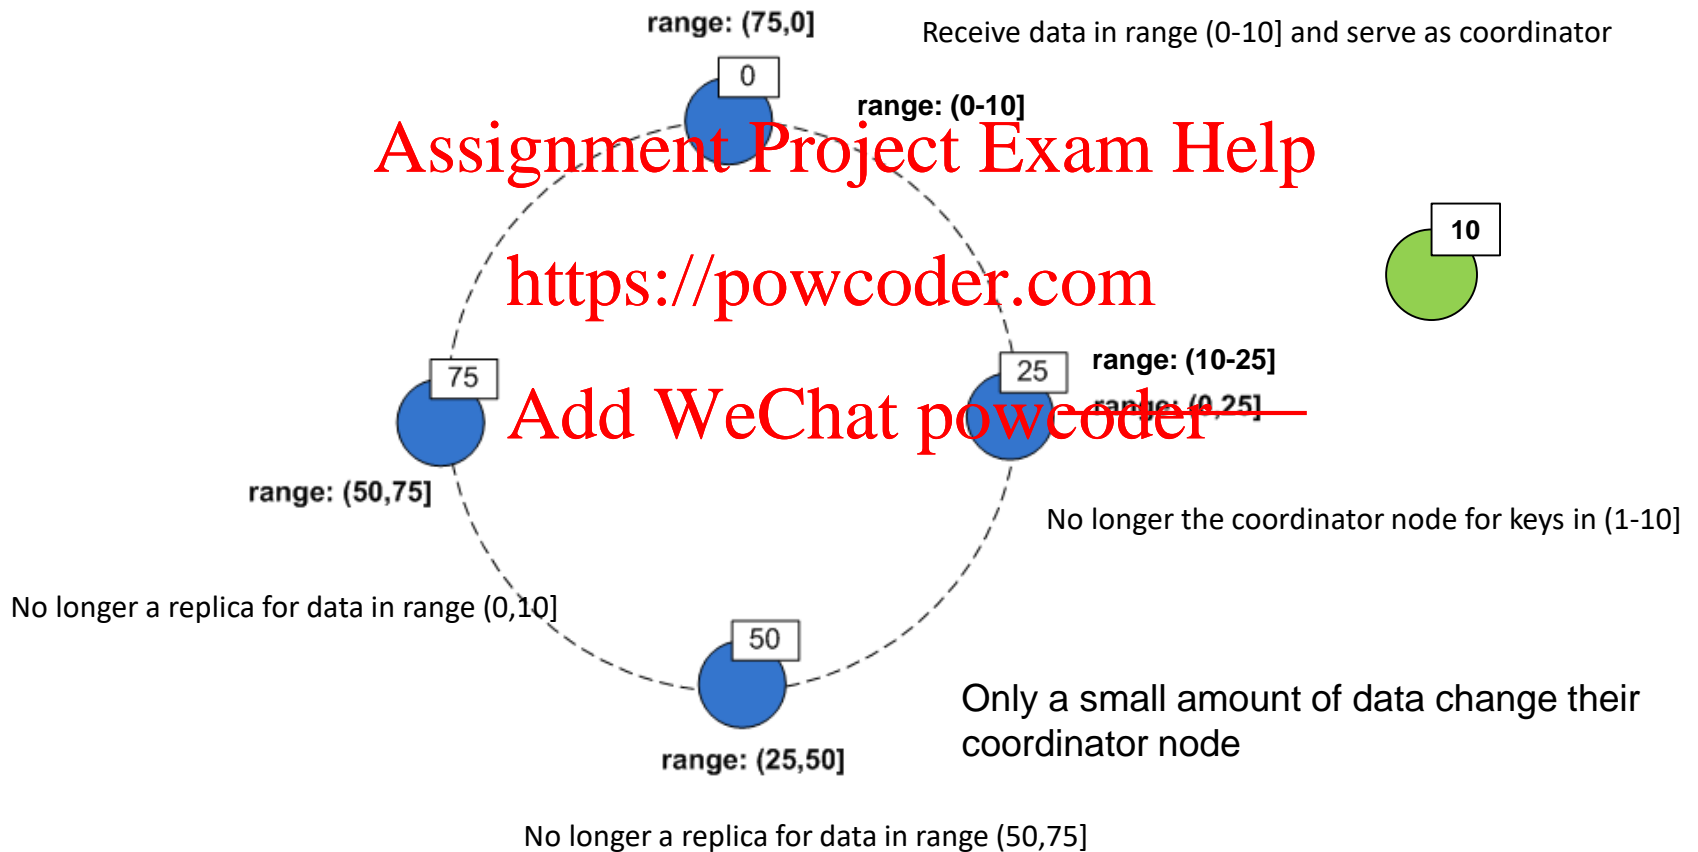 range: (75,0]
Receive data in range (0-10] and serve as coordinator
0
range: (0-10]
Assignment Project Exam Help
10
https://powcoder.com
75
25
range: (10-25]
range: (0,25]
Add WeChat powcoder
range: (50,75]
No longer the coordinator node for keys in (1-10]
No longer a replica for data in range (0,10]
50
Only a small amount of data change their
coordinator node
range: (25,50]
No longer a replica for data in range (50,75]